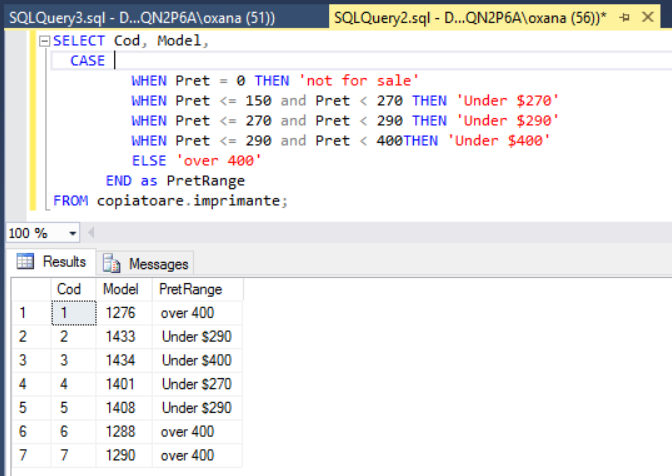 SQLQuery3.sql - D...QN2P6A\oxana (51)) SQLQuery2.sql - D...QN2P6A\oxana (56))*
SELECT Cod, Model,
CASE
WHEN Pret = 0 THEN 'not for sale'
WHEN Pret <= 150 and Pret < 270 THEN 'Under $270'
WHEN Pret <= 270 and Pret < 290 THEN 'Under $290'
WHEN Pret <= 290 and Pret < 400THEN 'Under $400'
ELSE 'over 400'
END as PretRange
FROM copiatoare.imprimante;
100 %
Results Messages
Cod Model PretRange
1 1 1276 over 400
2 2 1433 Under $290
3 3 1434 Under $400
4 4 1401 Under $270
5 5 1408 Under $290
6 6 1288 over 400
7 7 1290 over 400